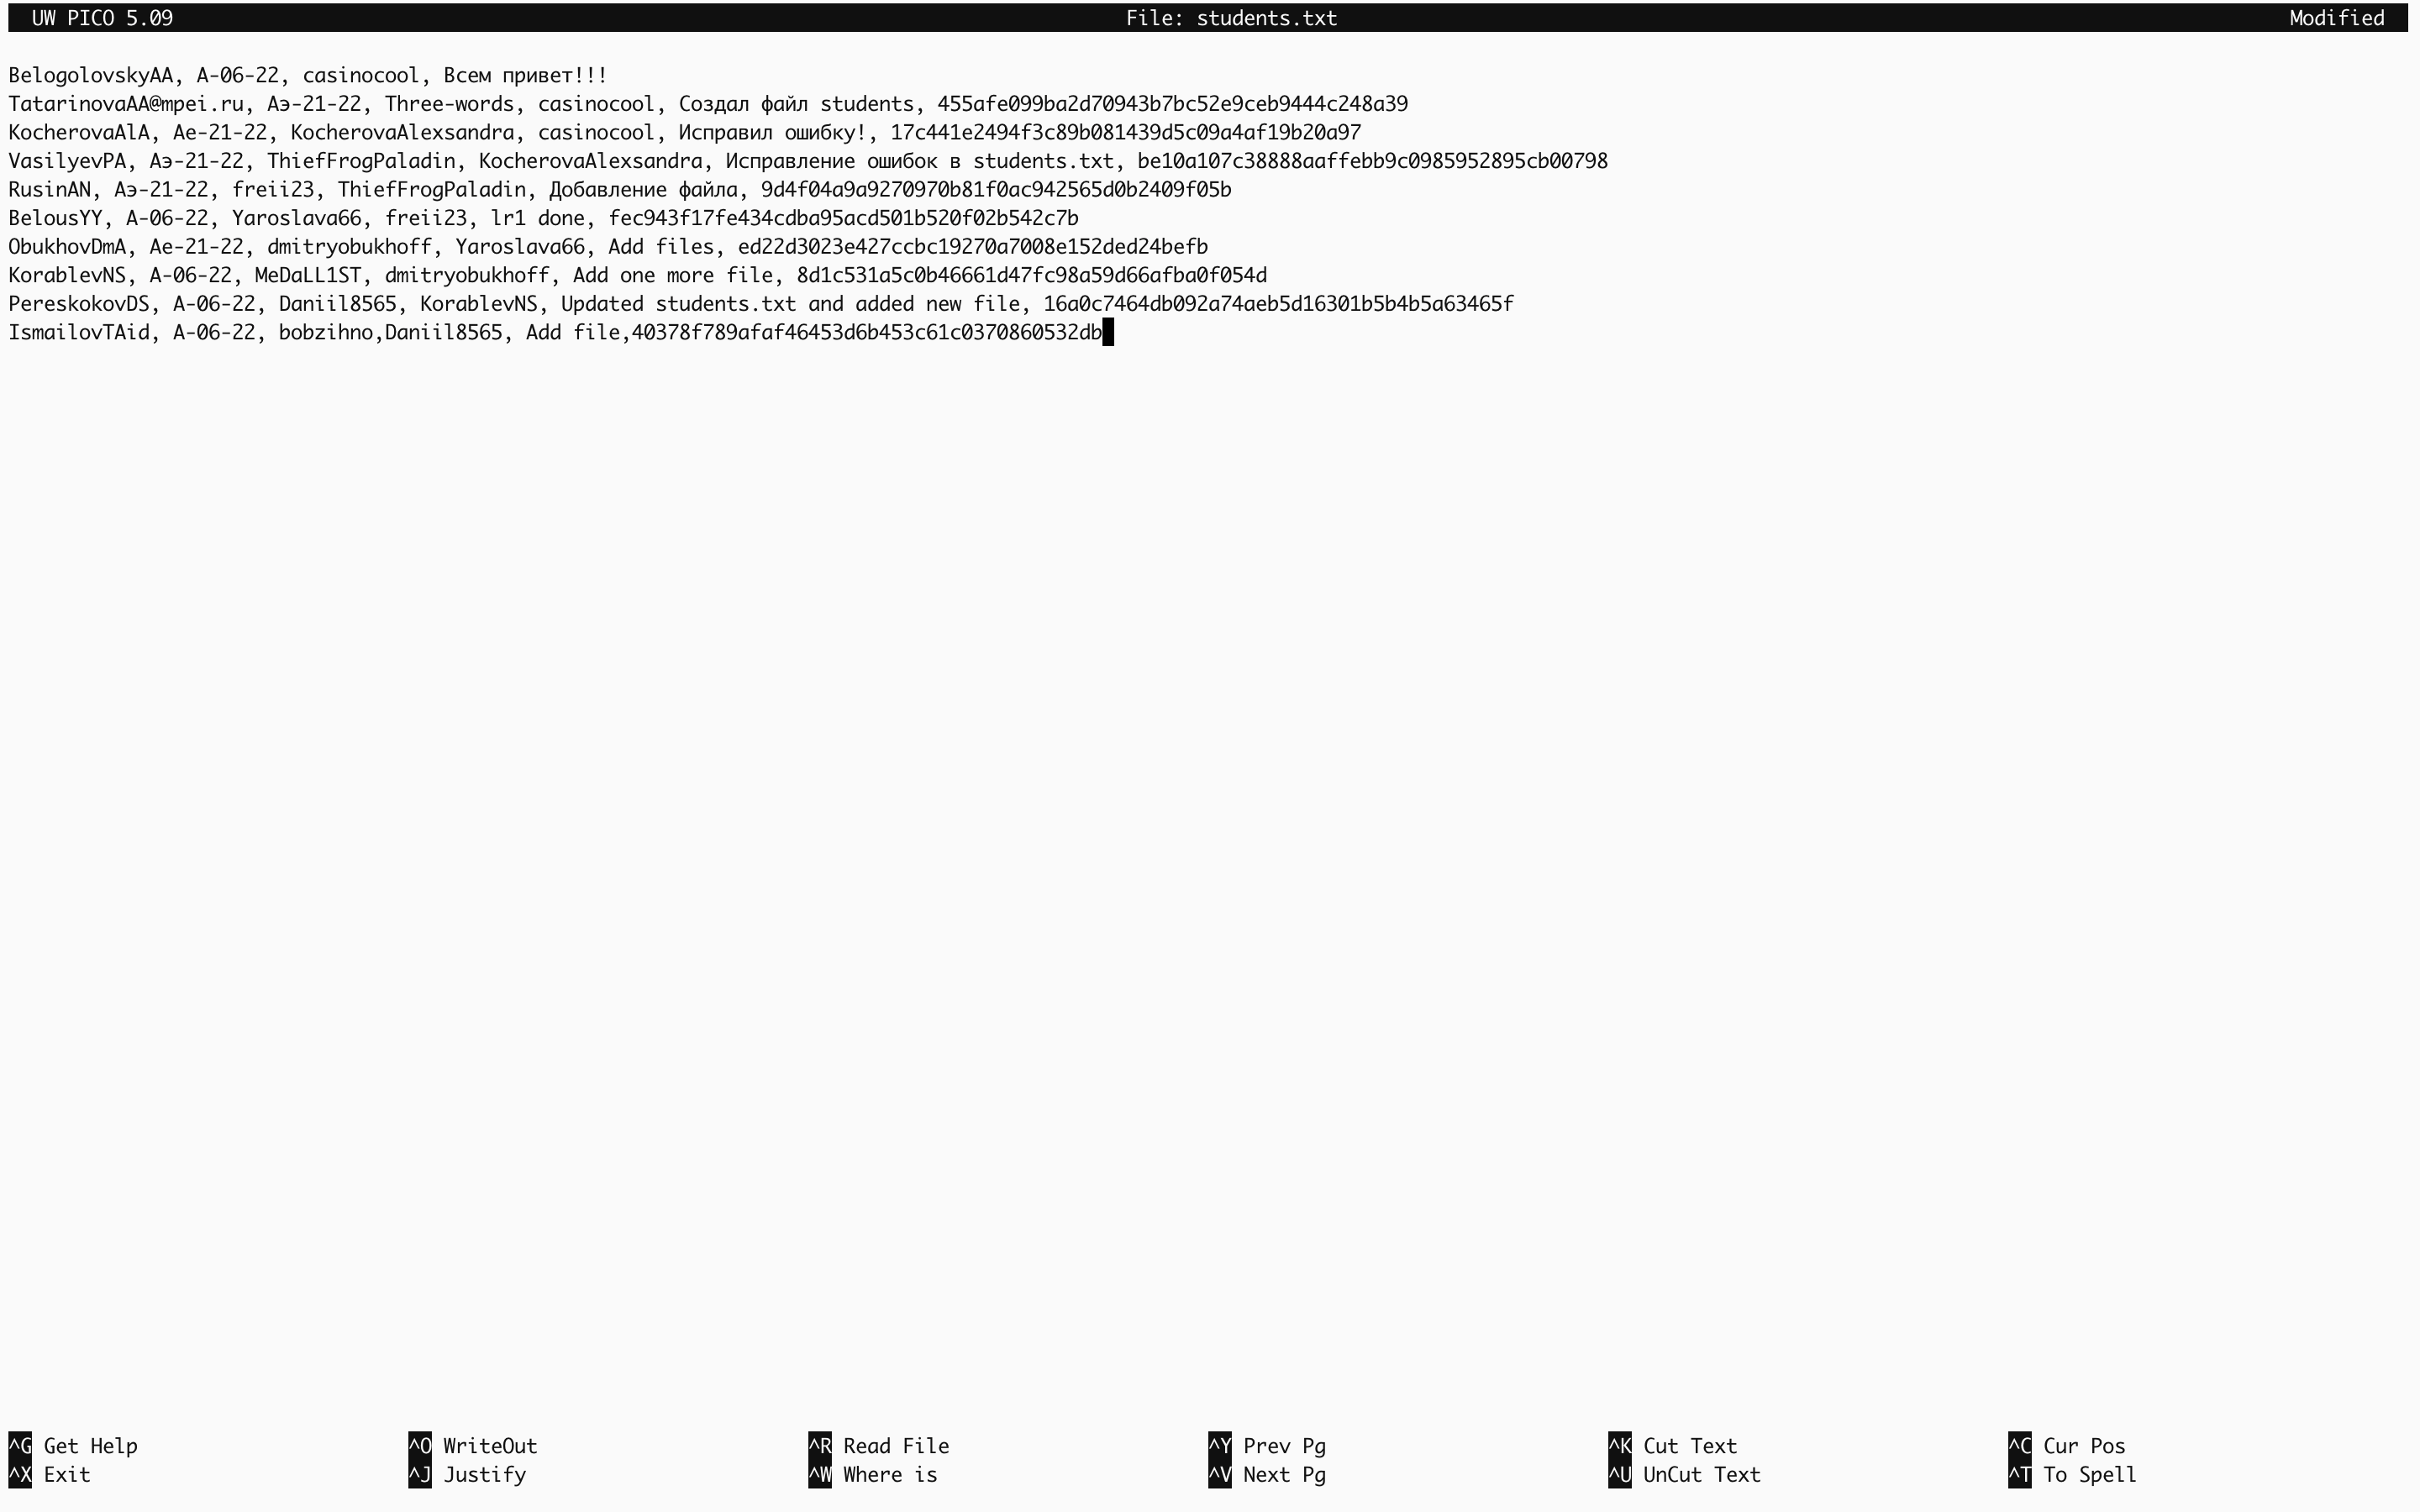 UW PICO 5.09 File: students.txt Modified
BelogolovskyAA, A-06-22, casinocool, Всем привет!!!
TatarinovaAA@mpei.ru, Аэ-21-22, Three-words, casinocool, Создал файл students, 455afe099ba2d70943b7bc52e9ceb9444c248a39
KocherovaAlA, Ae-21-22, KocherovaAlexsandra, casinocool, Исправил ошибку!, 17c441e2494f3c89b081439d5c09a4af19b20a97
VasilyevPA, Аэ-21-22, ThiefFrogPaladin, KocherovaAlexsandra, Исправление ошибок в students.txt, be10a107c38888aaffebb9c0985952895cb00798
RusinAN, Аэ-21-22, freii23, ThiefFrogPaladin, Добавление файла, 9d4f04a9a9270970b81f0ac942565d0b2409f05b
BelousYY, A-06-22, Yaroslava66, freii23, lr1 done, fec943f17fe434cdba95acd501b520f02b542c7b
ObukhovDmA, Ae-21-22, dmitryobukhoff, Yaroslava66, Add files, ed22d3023e427ccbc19270a7008e152ded24befb
KorablevNS, A-06-22, MeDaLL1ST, dmitryobukhoff, Add one more file, 8d1c531a5c0b46661d47fc98a59d66afba0f054d
PereskokovDS, A-06-22, Daniil8565, KorablevNS, Updated students.txt and added new file, 16a0c7464db092a74aeb5d16301b5b4b5a63465f
IsmailovTAid, A-06-22, bobzihno,Daniil8565, Add file,40378f789afaf46453d6b453c61c0370860532db
^G Get Help ^O WriteOut ^R Read File ^Y Prev Pg ^K Cut Text ^C Cur Pos
^X Exit ^J Justify ^W Where is ^V Next Pg ^U UnCut Text ^T To Spell